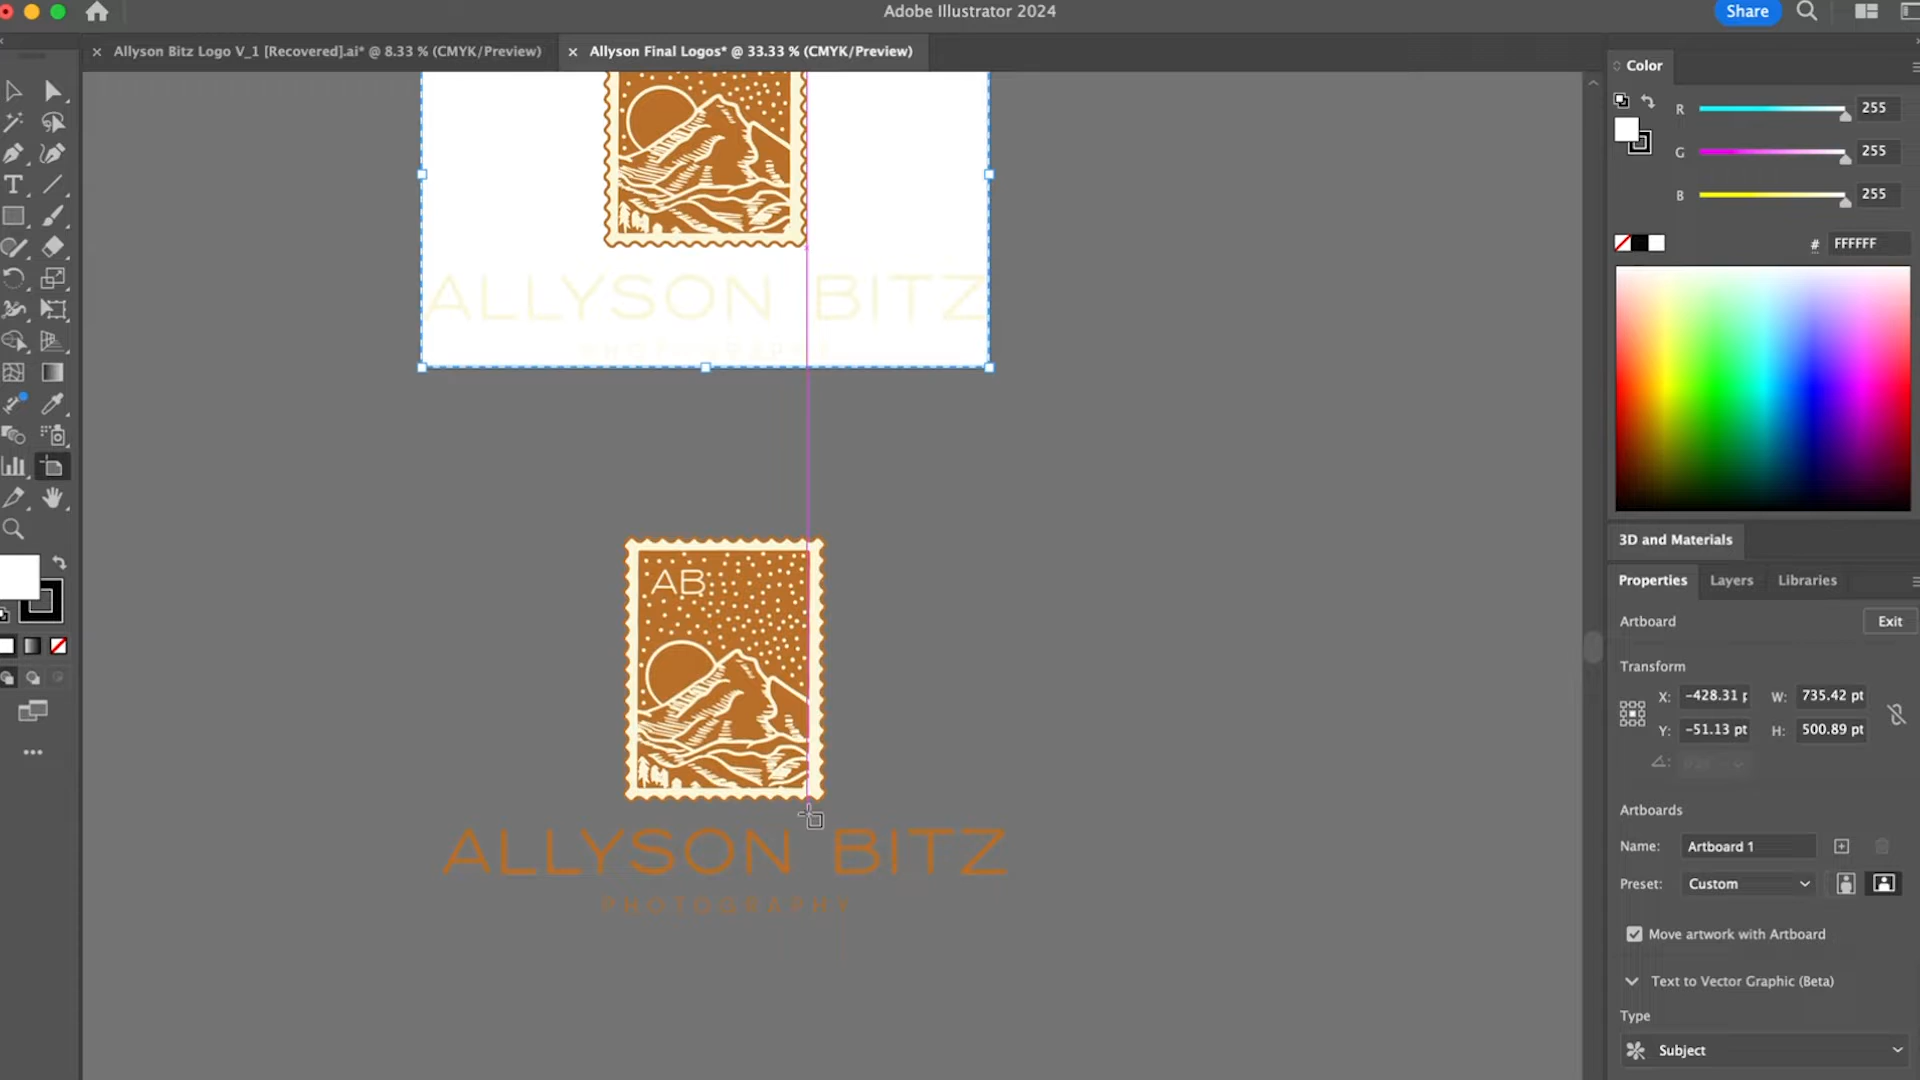 Adobe Illustrator 2024
Share
Allyson Bitz Logo V_1 [Recovered].ai* @ 8.33 % (CMYK/Preview)
Allyson Final Logos* @ 33.33 % (CMYK/Preview)
Color
R 255
G 255
B 255
# FFFFFF
ALLYSON BITZ
PHOTOGRAPHY
AB
ALLYSON BITZ
PHOTOGRAPHY
3D and Materials
Properties Layers Libraries
Artboard Exit
Transform
X: -428.31 p W: 735.42 pt
Y: -51.13 pt H: 500.89 pt
Artboards
Name: Artboard 1
Preset: Custom
Move artwork with Artboard
Text to Vector Graphic (Beta)
Type
Subject